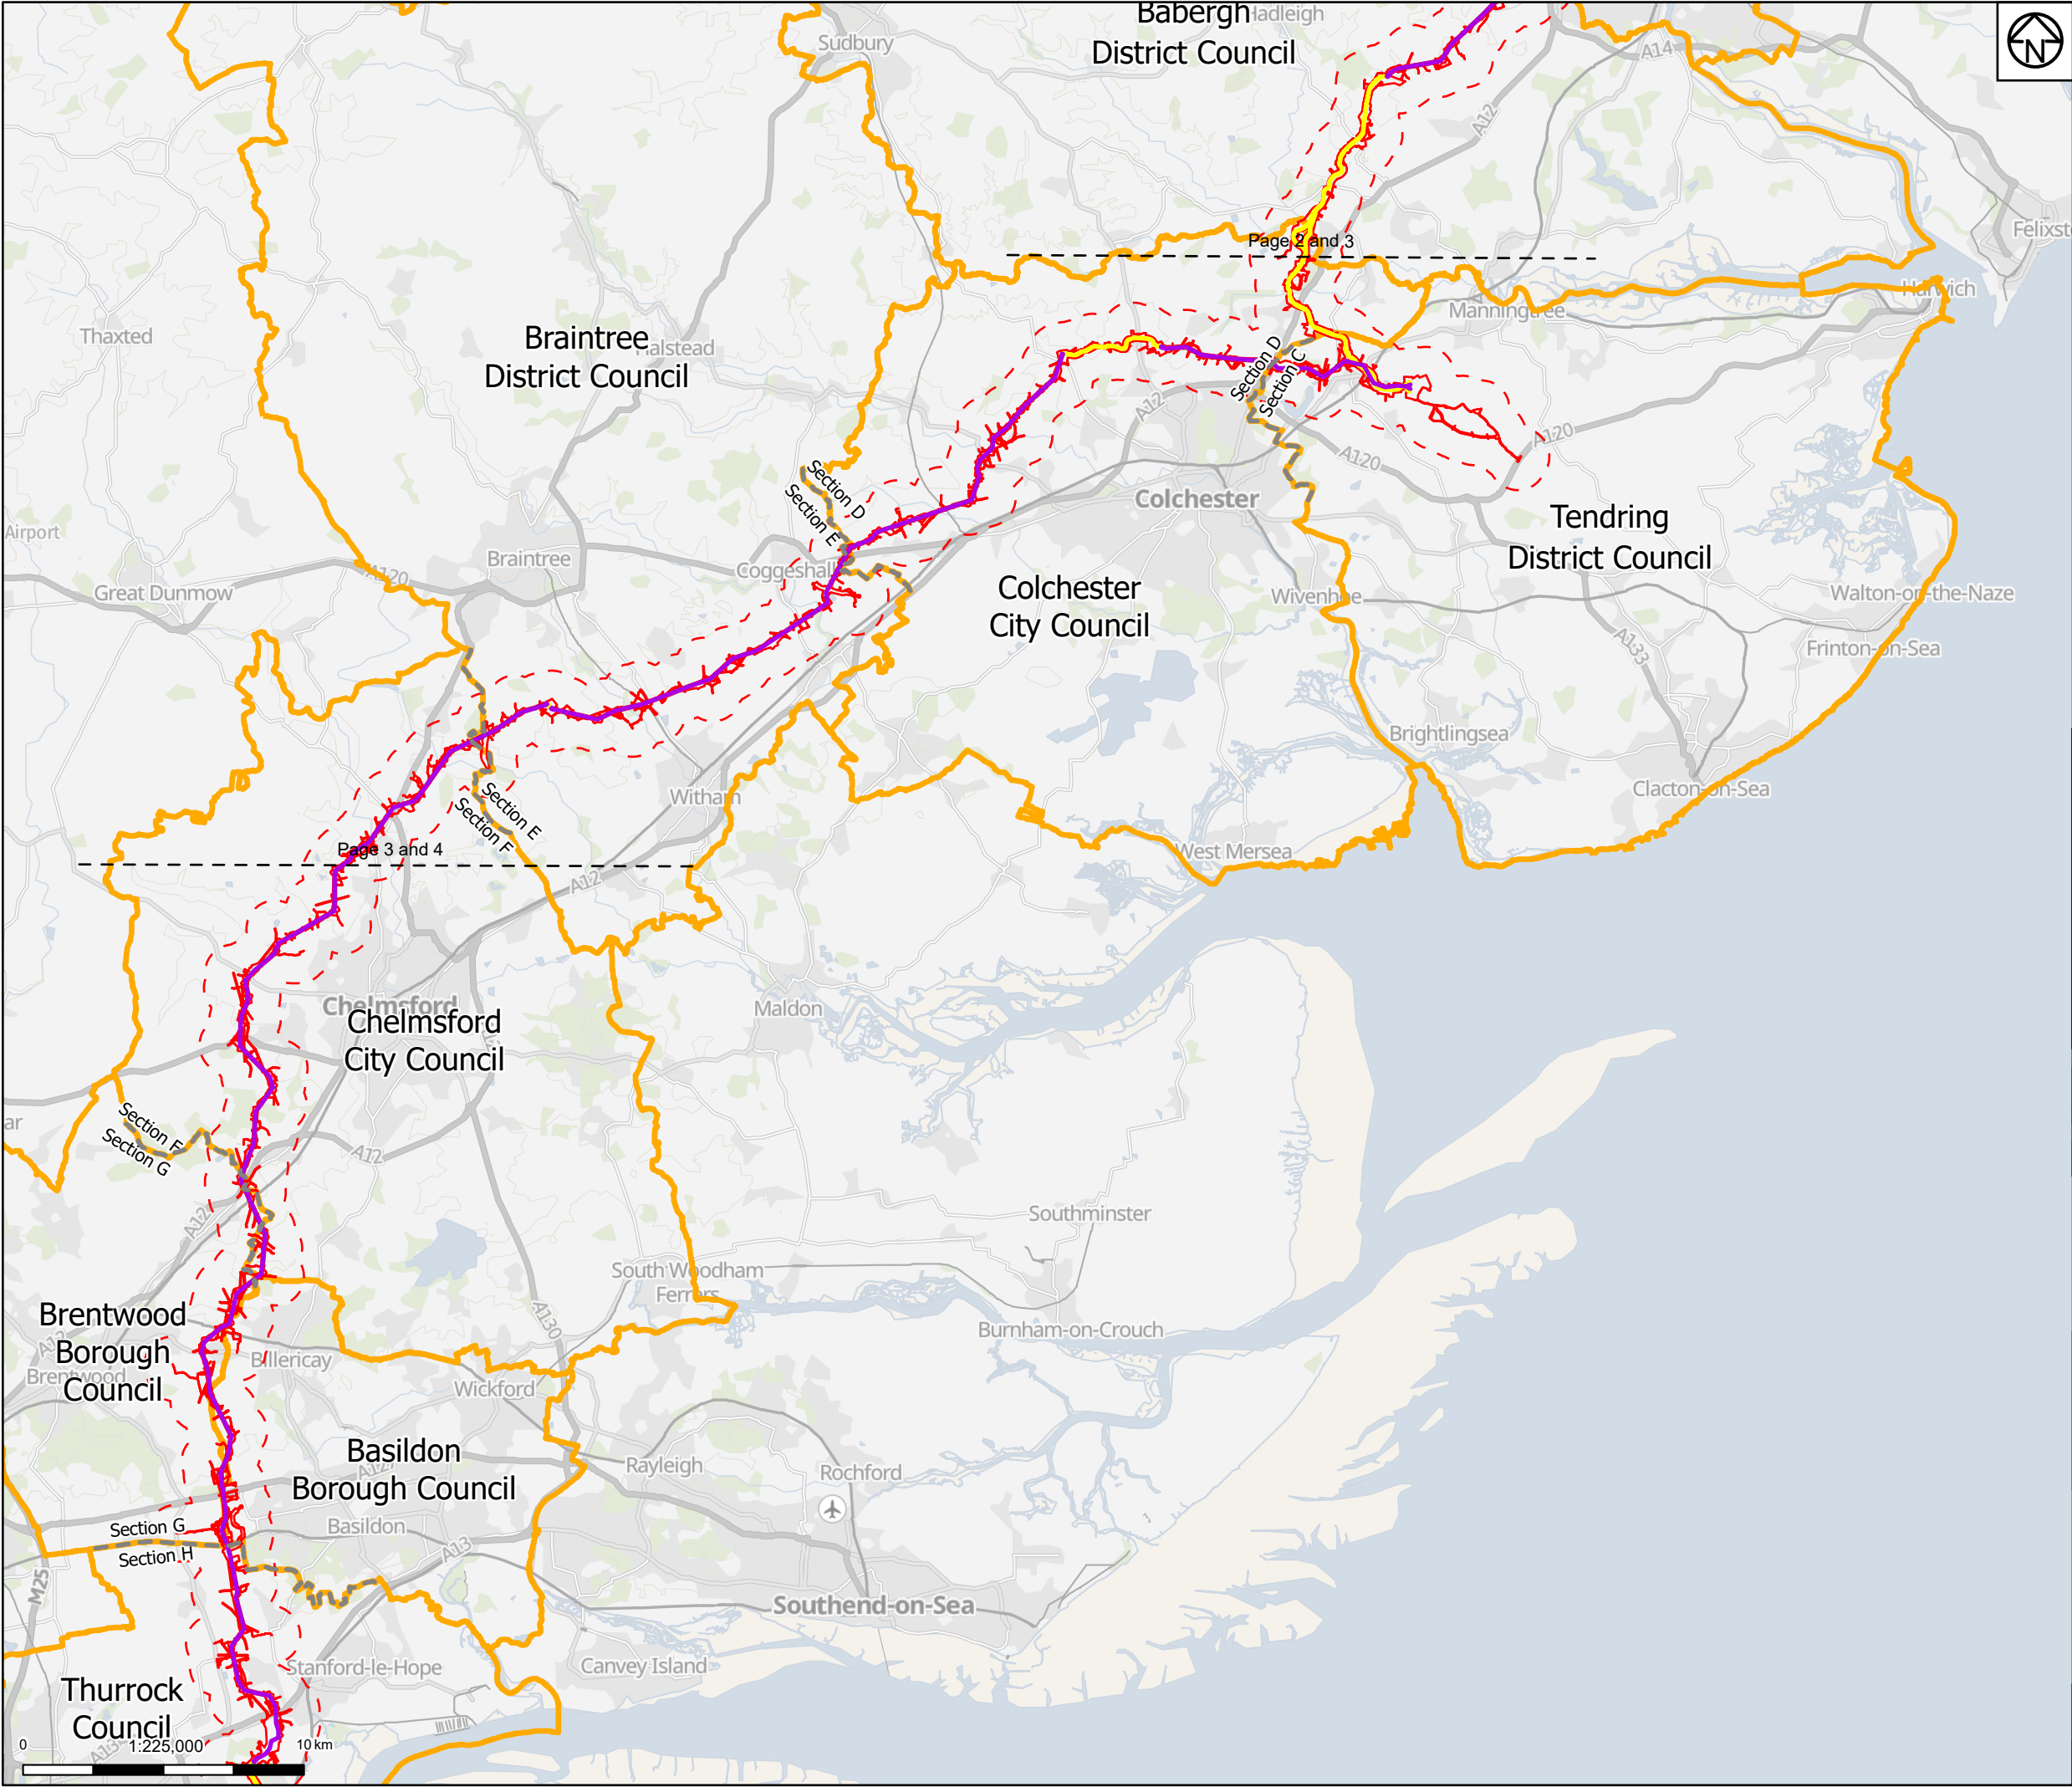 Babergh
District Council
Hadleigh
Sudbury
A14
N
A12
Felixst
Page 2 and 3
Harwich
Manningtree
Thaxted
Braintree
District Council
Halstead
Section D
Section C
A12
A120
A120
Section D
Section E
Colchester
Tendring
District Council
Airport
Braintree
Coggeshall
A120
Great Dunmow
Colchester
City Council
Wivenhoe
Walton-on-the-Naze
A133
Frinton-on-Sea
Brightlingsea
Witham
Clacton-on-Sea
Section E
Section F
Page 3 and 4
West Mersea
A12
Chelmsford
Maldon
Chelmsford
City Council
ar
Section F
Section G
A12
A12
Southminster
South Woodham
Ferrers
A130
Brentwood
Borough
Council
A12
Burnham-on-Crouch
Billericay
Brentwood
Wickford
Basildon
Borough Council
Rayleigh
Rochford
Section G
Section H
Basildon
A13
M25
Southend-on-Sea
Stanford-le-Hope
Canvey Island
Thurrock
Council
A13
0
1:225,000
10 km